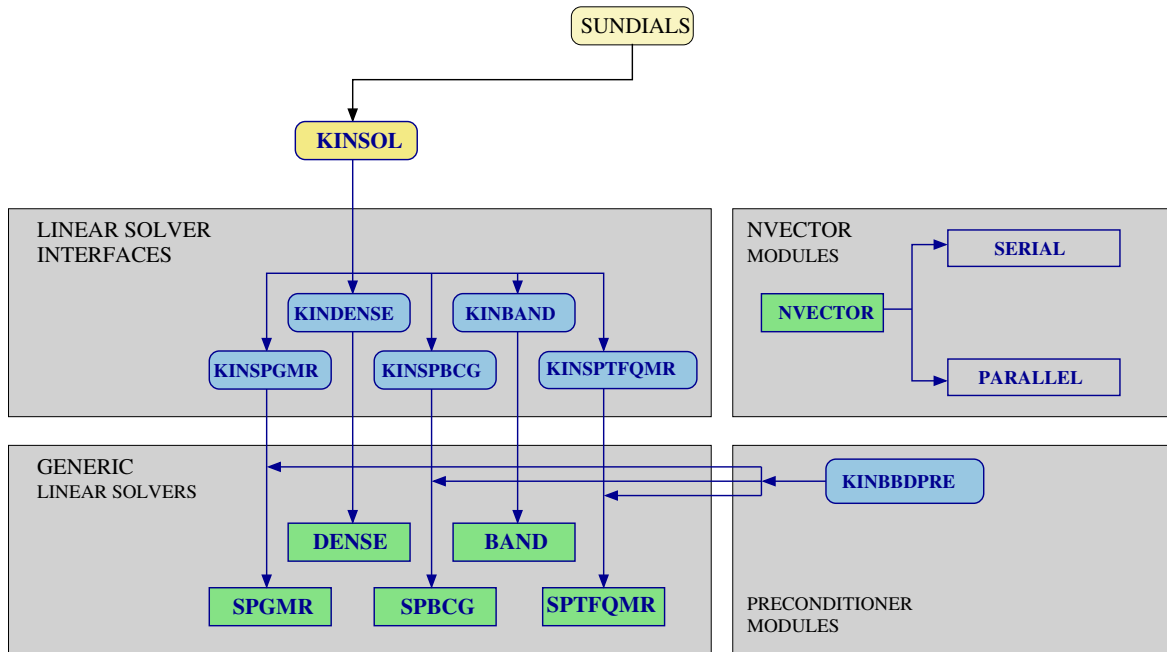 SUNDIALS
KINSOL
LINEAR SOLVER
INTERFACES
KINDENSE
KINBAND
KINSPGMR
KINSPBCG
KINSPTFQMR
NVECTOR
MODULES
SERIAL
NVECTOR
PARALLEL
GENERIC
LINEAR SOLVERS
DENSE
BAND
SPGMR
SPBCG
SPTFQMR
KINBBDPRE
PRECONDITIONER
MODULES